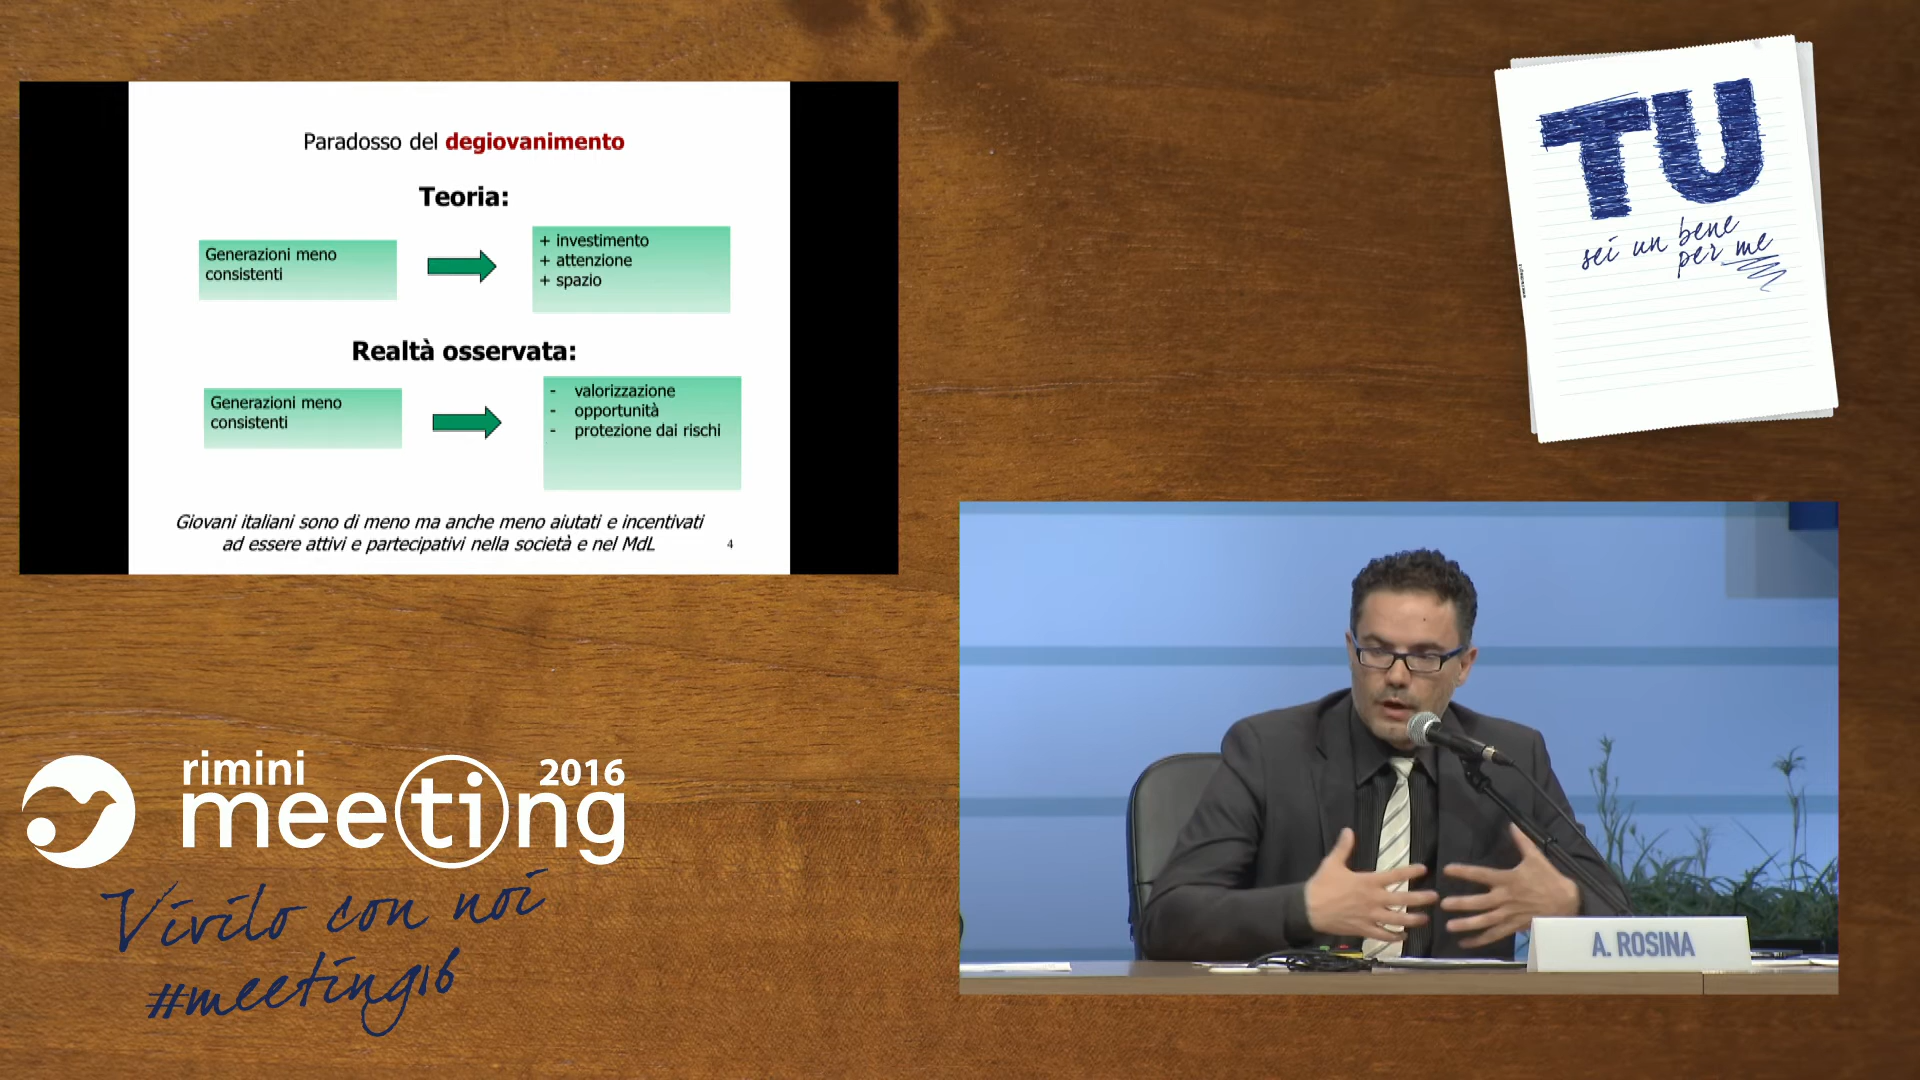 Paradosso del degiovanimento
Teoria:
Generazioni meno
consistenti
+ investimento
+ attenzione
+ spazio
Realtà osservata:
Generazioni meno
consistenti
- valorizzazione
- opportunità
- protezione dai rischi
Giovani italiani sono di meno ma anche meno aiutati e incentivati
ad essere attivi e partecipativi nella società e nel MdL
4
TU
sei un bene
per me
rimini
2016
meeting
Vivilo con noi
#meeting16
A. ROSINA